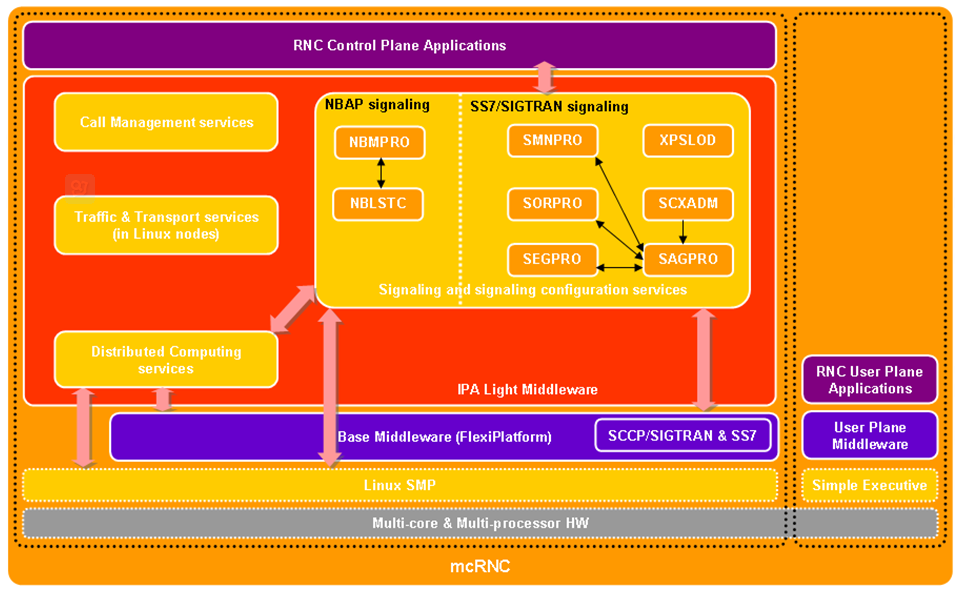 RNC Control Plane Applications
NBAP signaling
SS7/SIGTRAN signaling
Call Management services
NBMPRO
SMNPRO
XPSLOD
NBLSTC
SORPRO
SCXADM
Traffic & Transport services
(in Linux nodes)
SEGPRO
SAGPRO
Signaling and signaling configuration services
Distributed Computing
services
IPA Light Middleware
RNC User Plane
Applications
Base Middleware (FlexiPlatform)
SCCP/SIGTRAN & SS7
User Plane
Middleware
Linux SMP
Simple Executive
Multi-core & Multi-processor HW
mcRNC